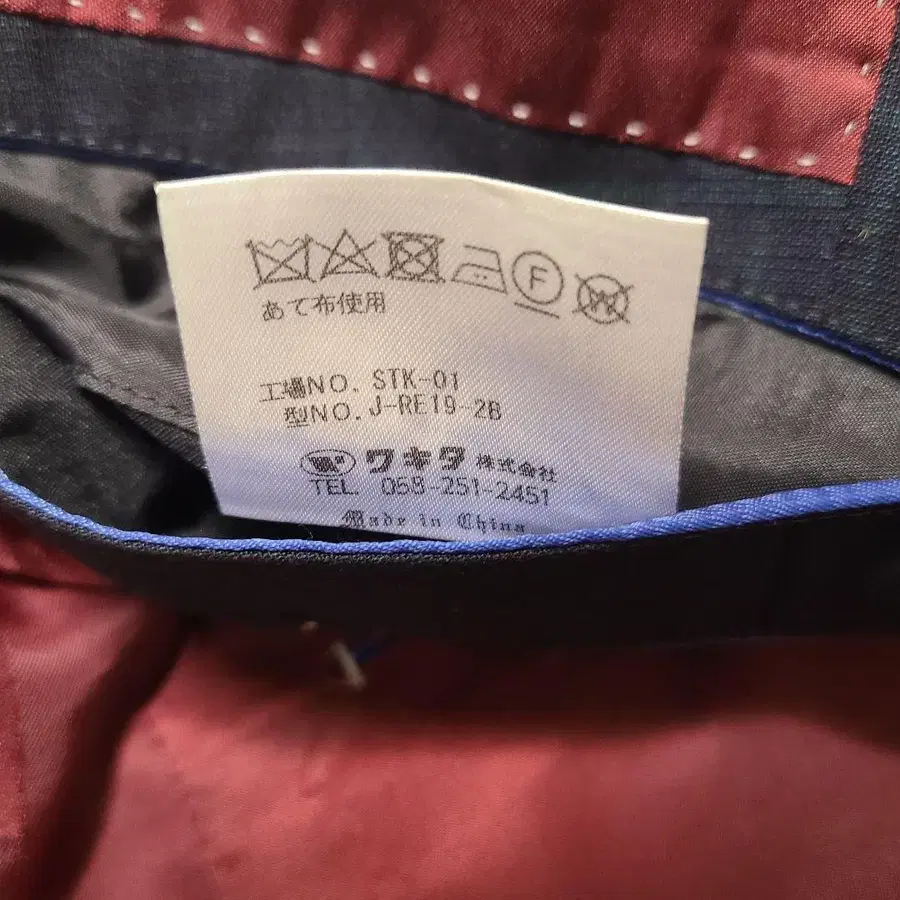 F W
あて布使用
工場NO. STK-01
型NO. J-RE19-2B
W ワキタ 株式会社
TEL. 058-251-2451
Made in China